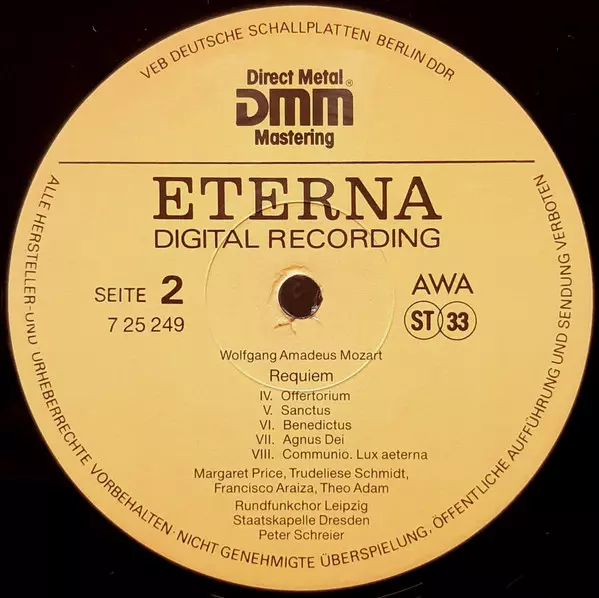 VEB DEUTSCHE SCHALLPLATTEN BERLIN DDR
Direct Metal
DMM®
Mastering
ETERNA
DIGITAL RECORDING
SEITE 2
7 25 249
AWA
ST 33
Wolfgang Amadeus Mozart
Requiem
IV. Offertorium
V. Sanctus
VI. Benedictus
VII. Agnus Dei
VIII. Communio. Lux aeterna
Margaret Price, Trudeliese Schmidt,
Francisco Araiza, Theo Adam
Rundfunkchor Leipzig
Staatskapelle Dresden
Peter Schreier
ALLE HERSTELLER-UND URHEBERRECHTE VORBEHALTEN·NICHT GENEHMIGTE ÜBERSPIELUNG, ÖFFENTLICHE AUFFÜHRUNG UND SENDUNG VERBOTEN